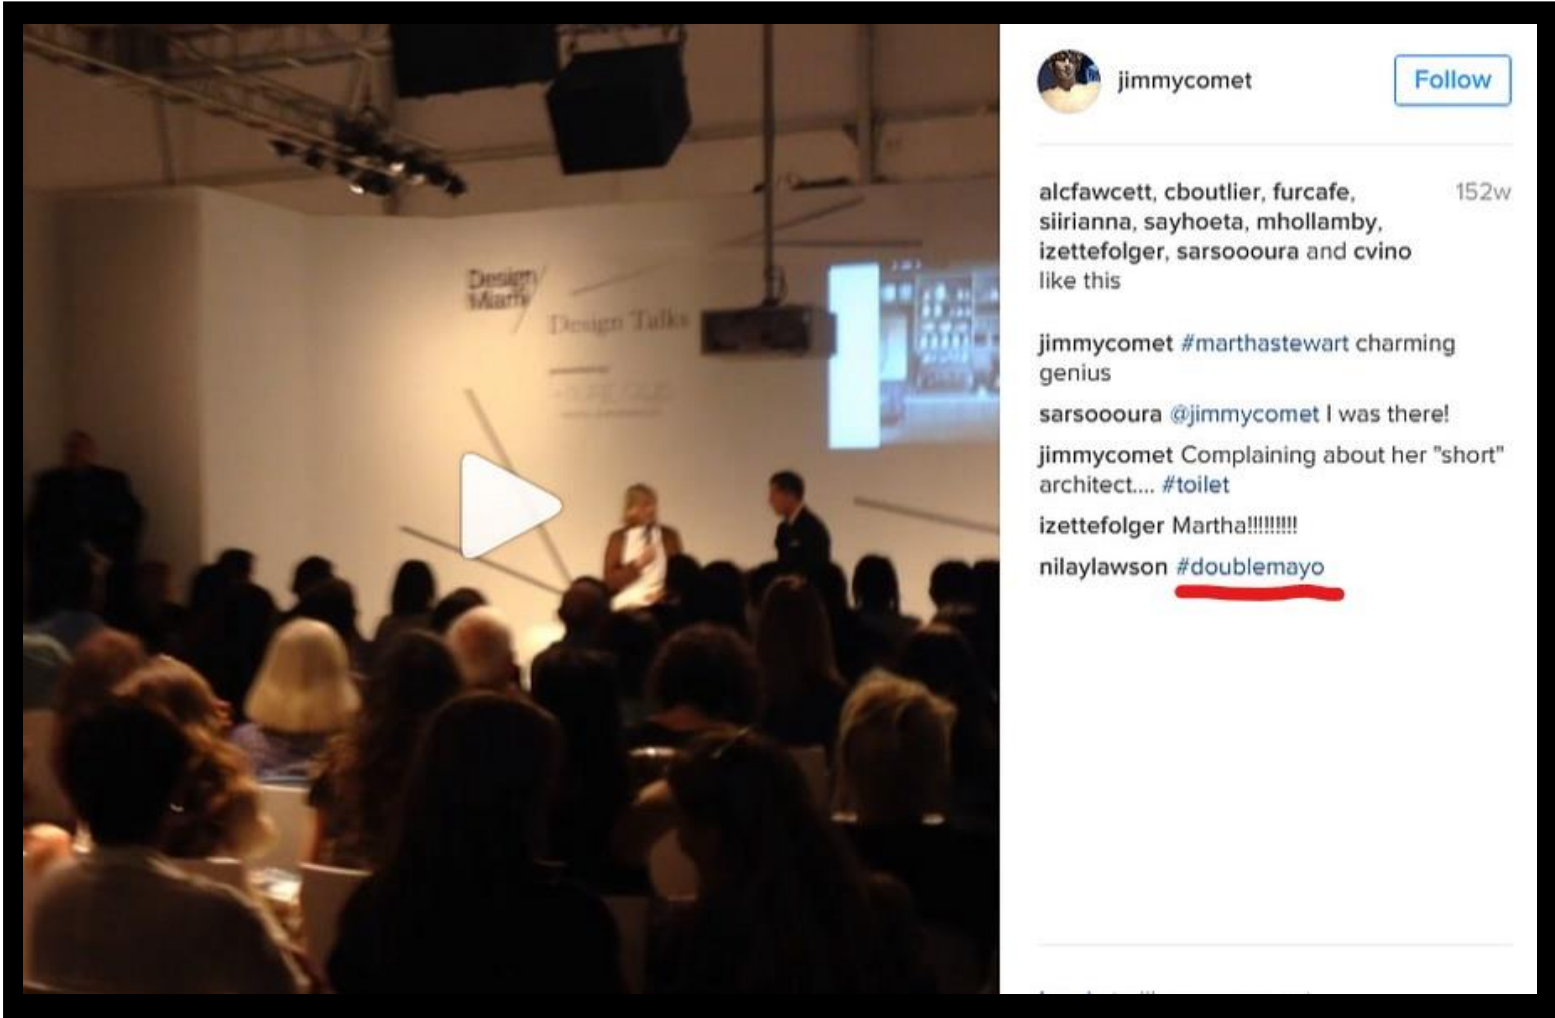 jimmycomet
Follow
alcfawcett, cboutlier, furcafe,
152w
siirianna, sayhoeta, mhollamby,
izettefolger, sarsoooura and cvino
like this
jimmycomet #marthastewart charming
genius
sarsoooura @jimmycomet I was there!
jimmycomet Complaining about her "short"
architect.... #toilet
izettefolger Martha!!!!!!!!!
nilaylawson #doublemayo
Design
Miami/
Design Talks